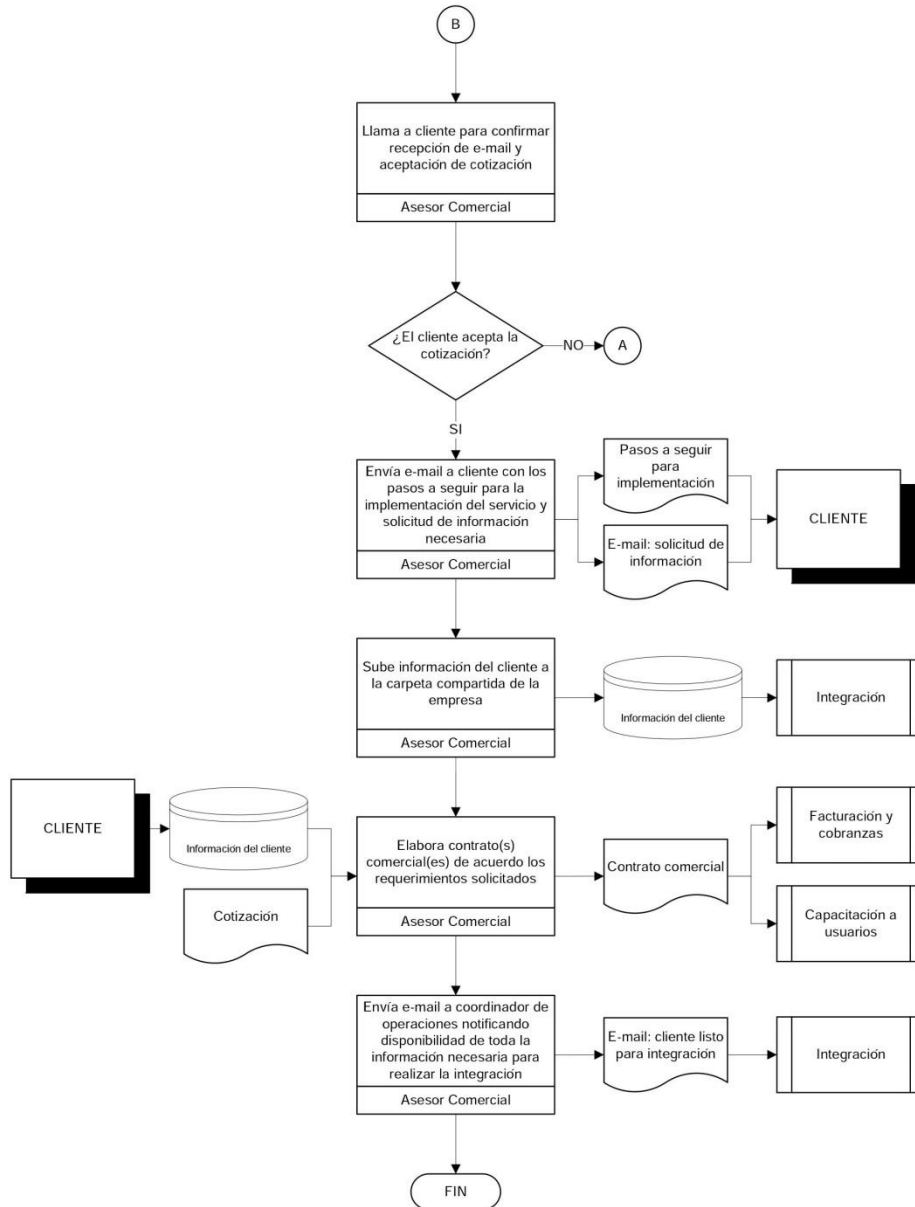 B
Llama a cliente para confirmar
recepción de e-mail y
aceptación de cotización
Asesor Comercial
¿El cliente acepta la
cotización?
NO
A
SI
Envía e-mail a cliente con los
pasos a seguir para la
implementación del servicio y
solicitud de información
necesaria
Asesor Comercial
Pasos a seguir
para
implementación
E-mail: solicitud de
información
CLIENTE
Sube información del cliente a
la carpeta compartida de la
empresa
Asesor Comercial
Información del cliente
Integración
CLIENTE
Información del cliente
Cotización
Elabora contrato(s)
comercial(es) de acuerdo los
requerimientos solicitados
Asesor Comercial
Contrato comercial
Facturación y
cobranzas
Capacitación a
usuarios
Envía e-mail a coordinador de
operaciones notificando
disponibilidad de toda la
información necesaria para
realizar la integración
Asesor Comercial
E-mail: cliente listo
para integración
Integración
FIN